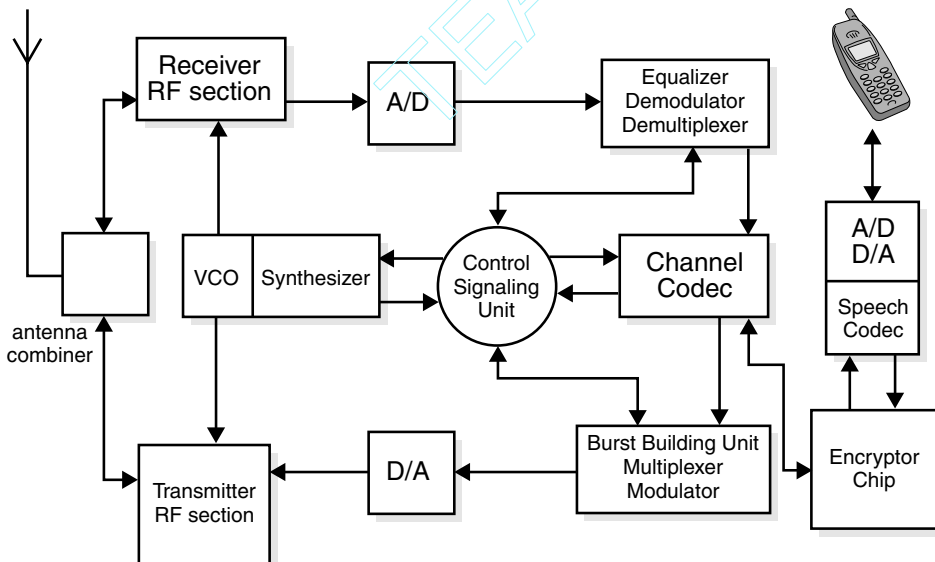 TEA
Receiver
RF section
A/D
Equalizer
Demodulator
Demultiplexer
A/D
D/A
Speech
Codec
VCO
Synthesizer
Control
Signaling
Unit
Channel
Codec
antenna
combiner
Transmitter
RF section
D/A
Burst Building Unit
Multiplexer
Modulator
Encryptor
Chip